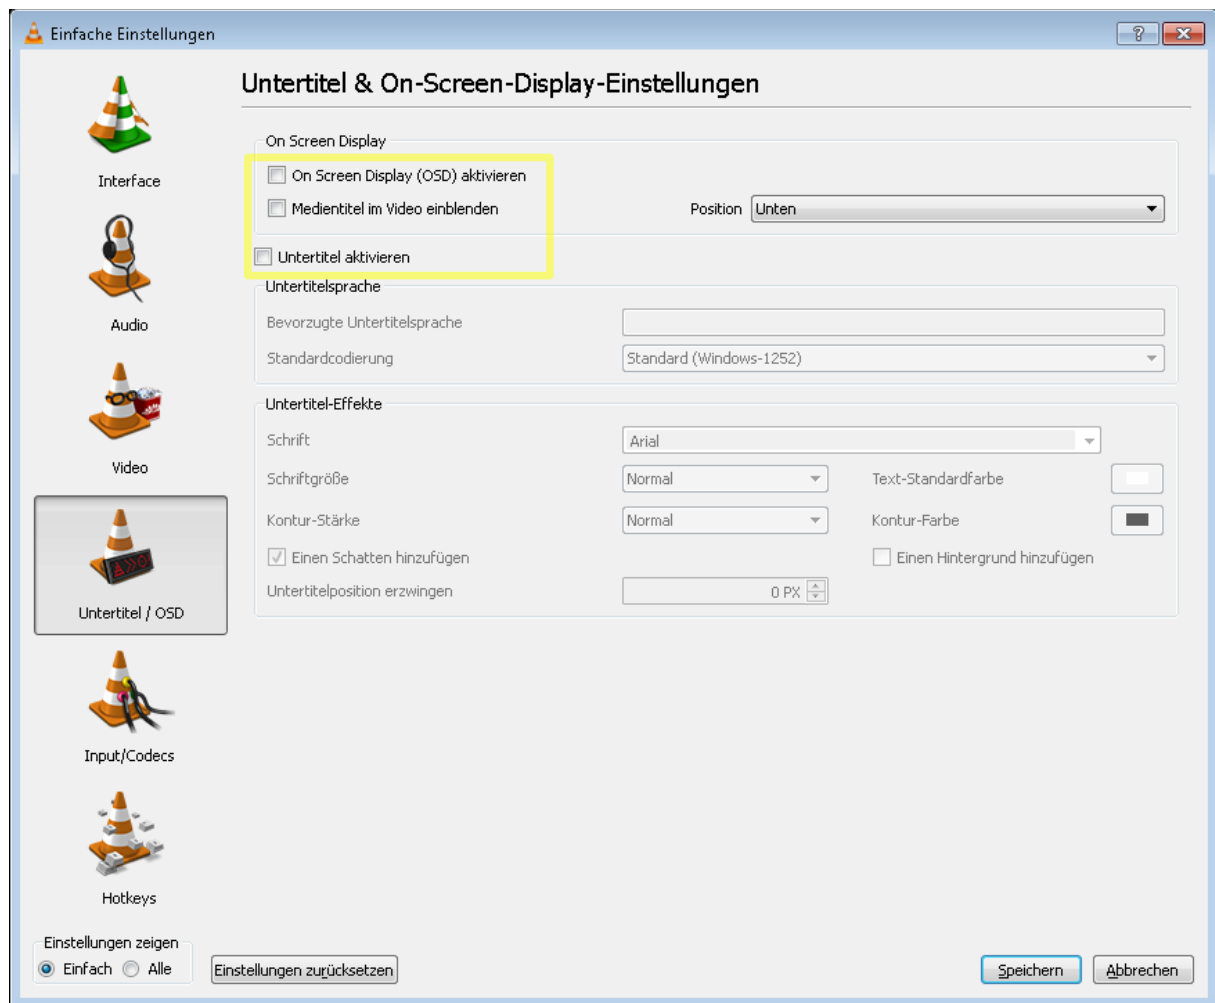 Einfache Einstellungen
?
Untertitel & On-Screen-Display-Einstellungen
Interface
Audio
Video
Untertitel / OSD
Input/Codecs
Hotkeys
On Screen Display
On Screen Display (OSD) aktivieren
Medientitel im Video einblenden Position Unten
Untertitel aktivieren
Untertitelsprache
Bevorzugte Untertitelsprache
Standardcodierung Standard (Windows-1252)
Untertitel-Effekte
Schrift Arial
Schriftgröße Normal Text-Standardfarbe
Kontur-Stärke Normal Kontur-Farbe
Einen Schatten hinzufügen Einen Hintergrund hinzufügen
Untertitelposition erzwingen 0 PX
Einstellungen zeigen
Einfach Alle Einstellungen zurücksetzen Speichern Abbrechen